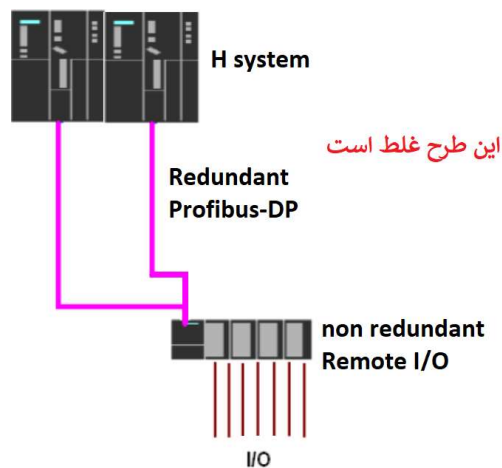 H system
این طرح غلط است
Redundant
Profibus-DP
non redundant
Remote I/O
I/O